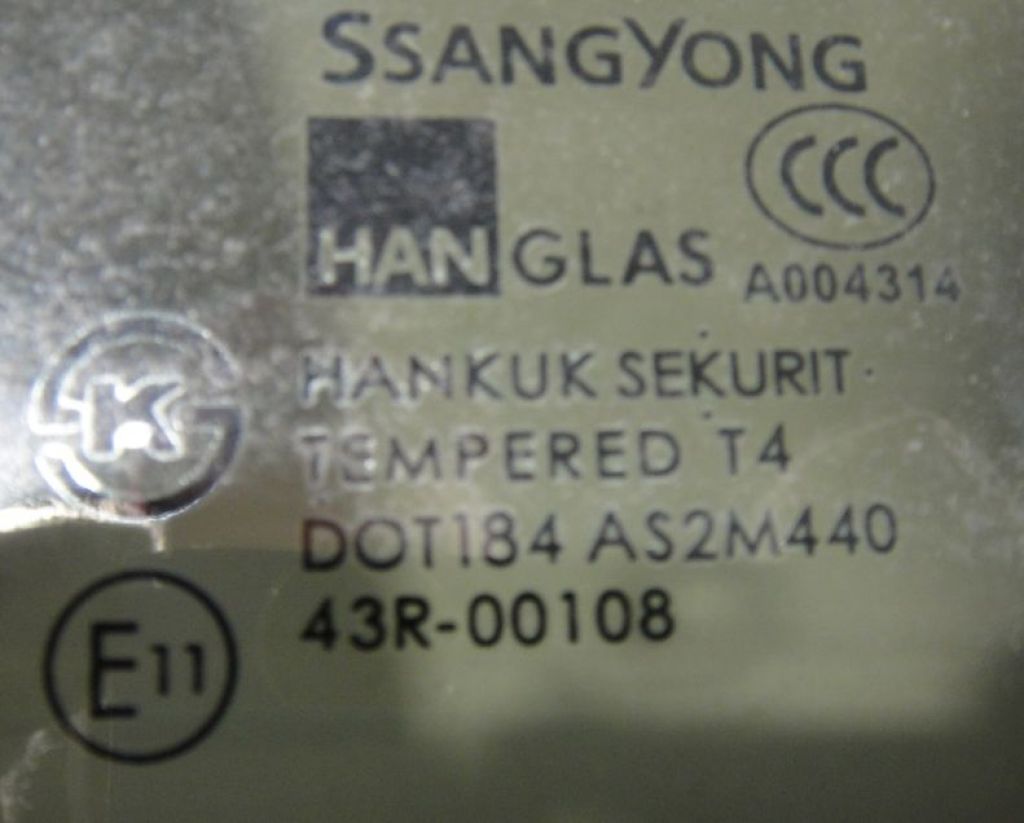 SSANGYONG
CCC
HANGLAS
A004314
K
HANKUK SEKURIT
TEMPERED T4
DOT184 AS2M440
43R-00108
E11